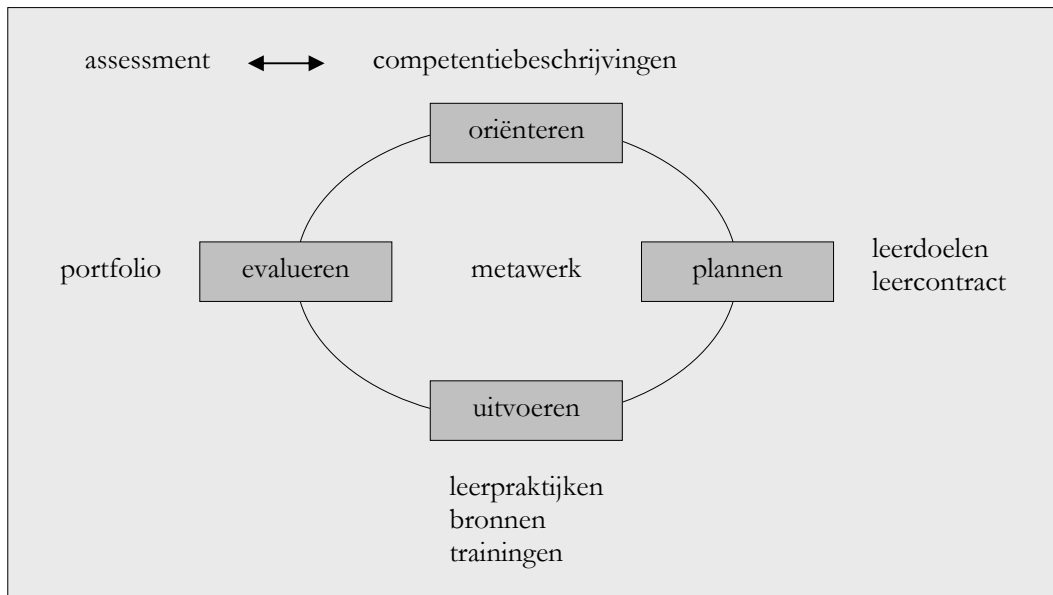 assessment competentiebeschrijvingen
oriënteren
portfolio evalueren metawerk plannen leerdoelen
leercontract
uitvoeren
leerpraktijken
bronnen
trainingen